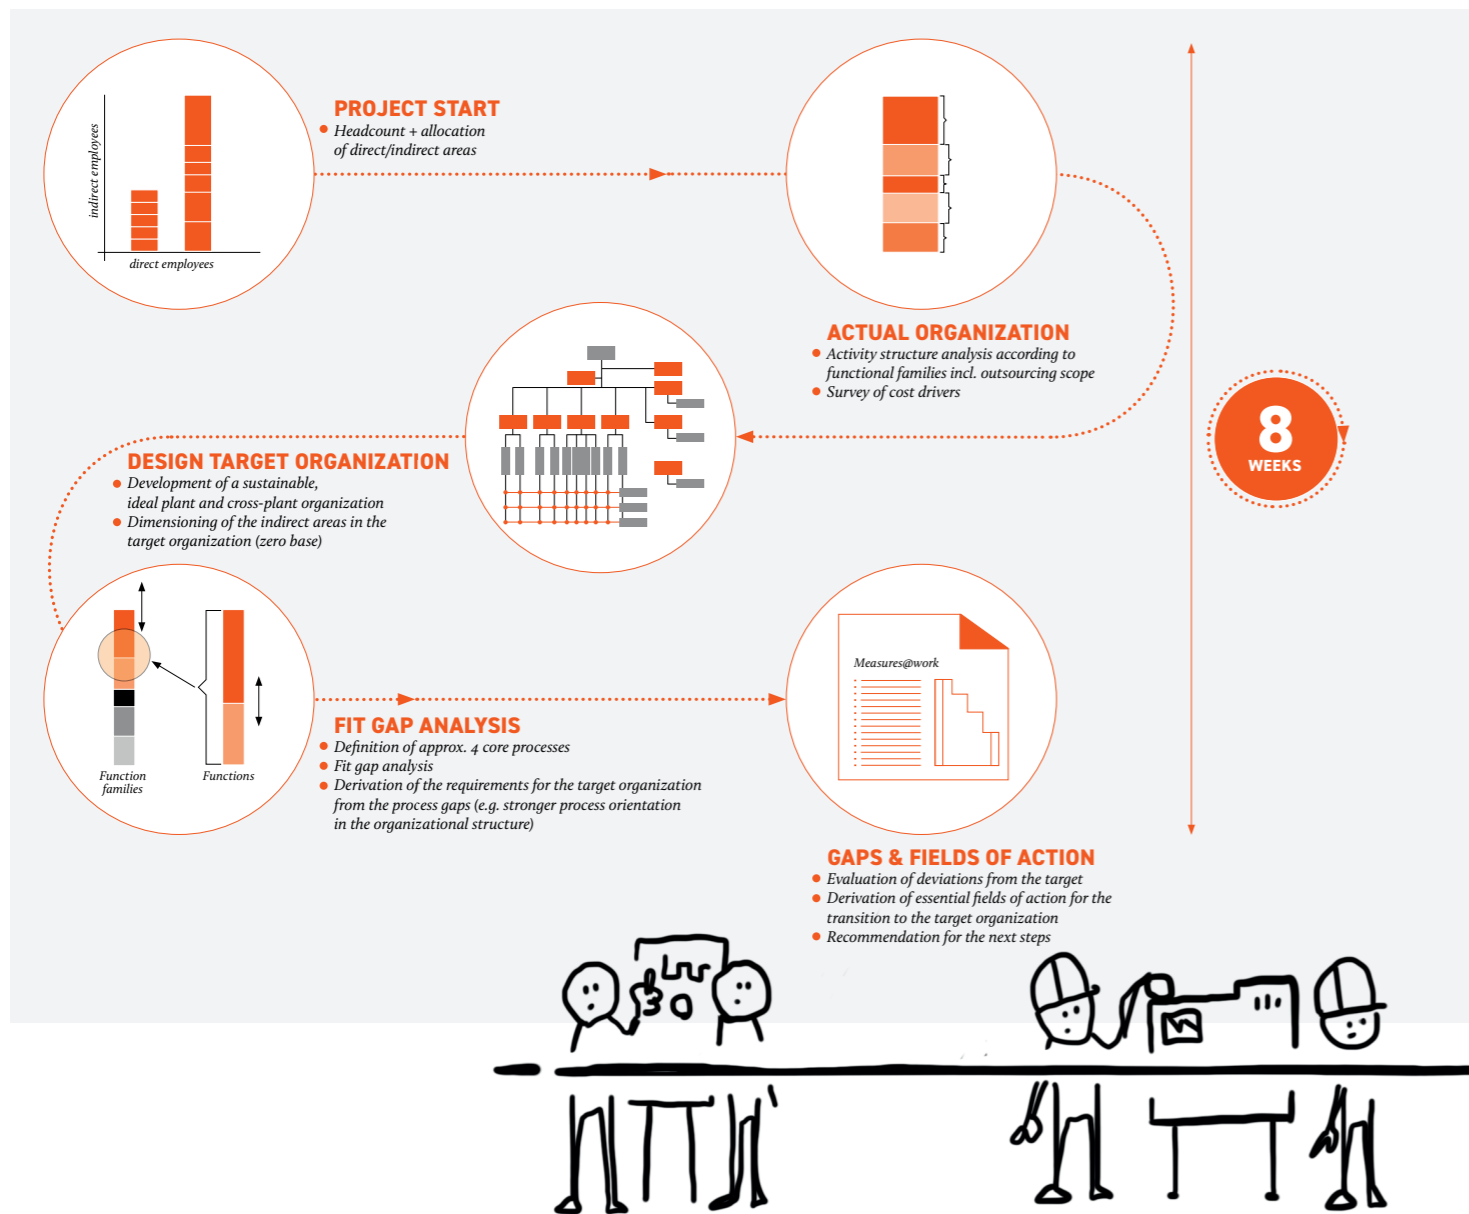 PROJECT START
Headcount + allocation
of direct/indirect areas
indirect employees
direct employees
ACTUAL ORGANIZATION
Activity structure analysis according to
functional families incl. outsourcing scope
Survey of cost drivers
8
WEEKS
DESIGN TARGET ORGANIZATION
Development of a sustainable,
ideal plant and cross-plant organization
Dimensioning of the indirect areas in the
target organization (zero base)
Function
families
Functions
FIT GAP ANALYSIS
Definition of approx. 4 core processes
Fit gap analysis
Derivation of the requirements for the target organization
from the process gaps (e.g. stronger process orientation
in the organizational structure)
Measures@work
GAPS & FIELDS OF ACTION
Evaluation of deviations from the target
Derivation of essential fields of action for the
transition to the target organization
Recommendation for the next steps